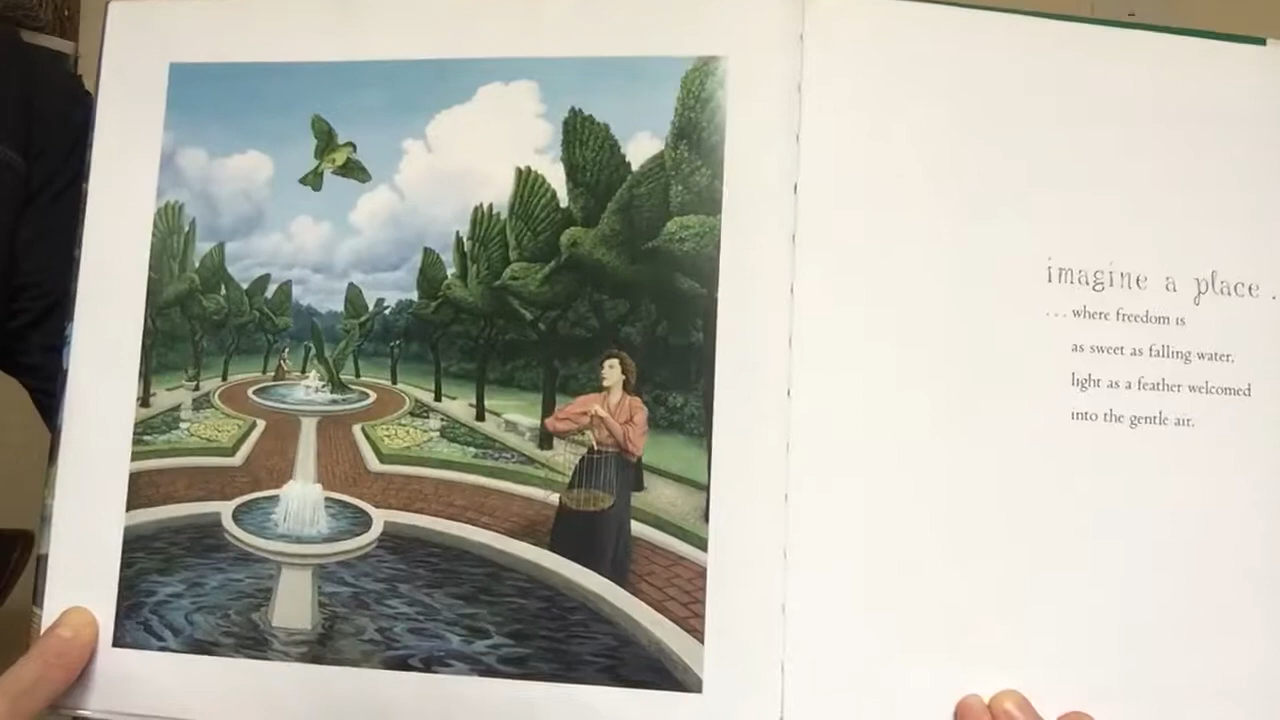 imagine a place .
... where freedom is
as sweet as falling water,
light as a feather welcomed
into the gentle air.